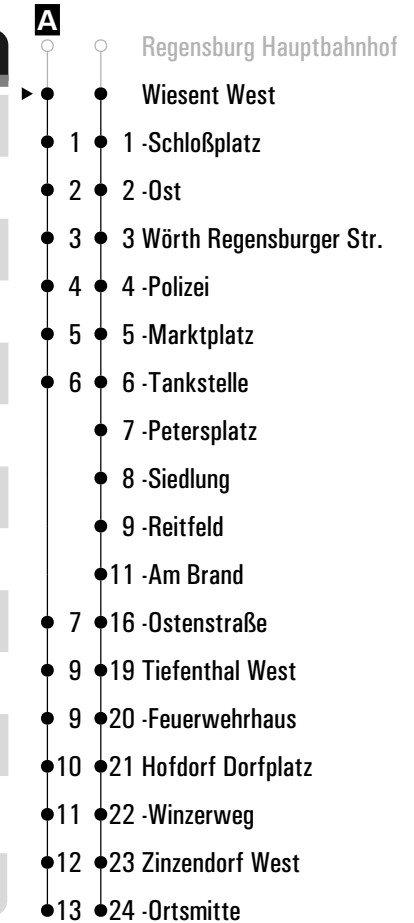 A
Regensburg Hauptbahnhof
Wiesent West
1 1 -Schloßplatz
2 2 -Ost
3 3 Wörth Regensburger Str.
4 4 -Polizei
5 5 -Marktplatz
6 6 -Tankstelle
7 -Petersplatz
8 -Siedlung
9 -Reitfeld
11 -Am Brand
7 16 -Ostenstraße
9 19 Tiefenthal West
9 20 -Feuerwehrhaus
10 21 Hofdorf Dorfplatz
11 22 -Winzerweg
12 23 Zinzendorf West
13 24 -Ortsmitte